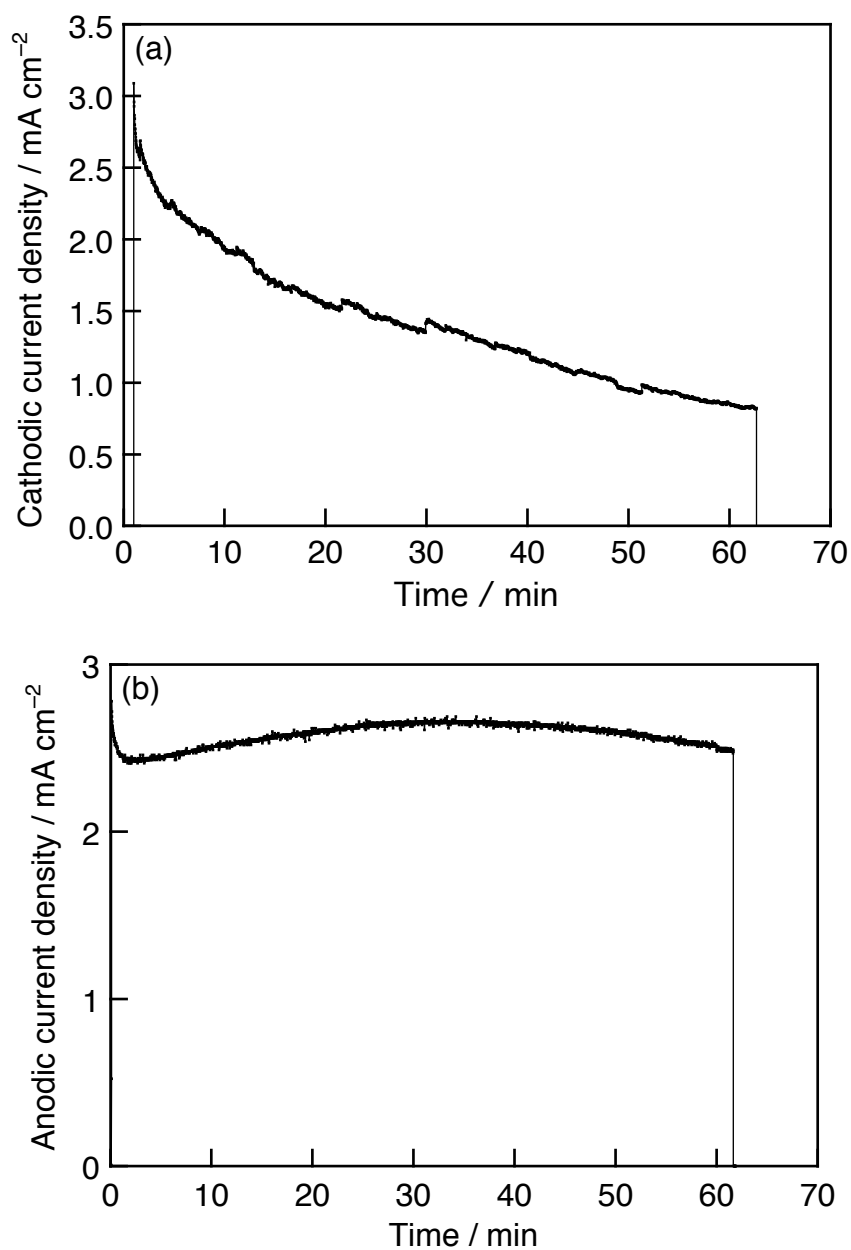 (a)
Cathodic current density / mA cm⁻²
3.5
3.0
2.5
2.0
1.5
1.0
0.5
0.0
0 10 20 30 40 50 60 70
Time / min
(b)
Anodic current density / mA cm⁻²
3
2
1
0
0 10 20 30 40 50 60 70
Time / min